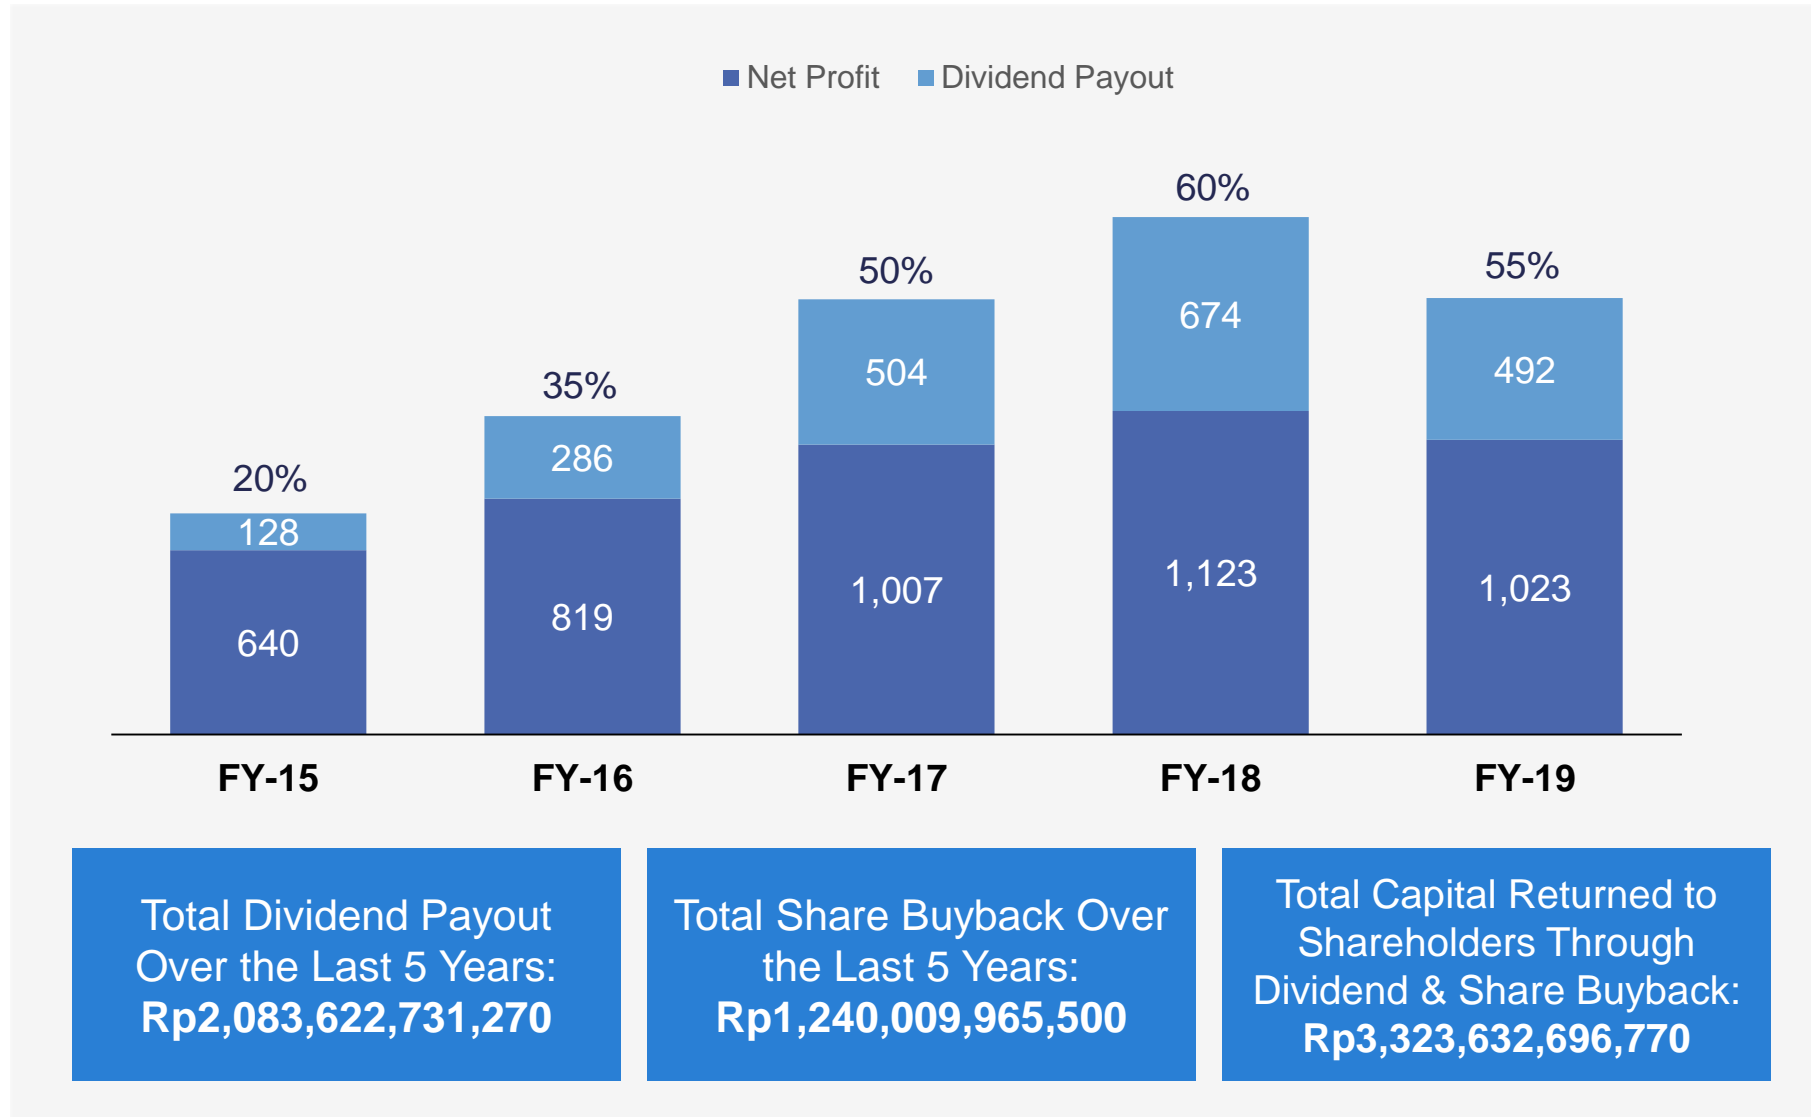 Net Profit
Dividend Payout
20%
35%
50%
60%
55%
128
286
504
674
492
640
819
1,007
1,123
1,023
FY-15
FY-16
FY-17
FY-18
FY-19
Total Dividend Payout
Over the Last 5 Years:
Rp2,083,622,731,270
Total Share Buyback Over
the Last 5 Years:
Rp1,240,009,965,500
Total Capital Returned to
Shareholders Through
Dividend & Share Buyback:
Rp3,323,632,696,770